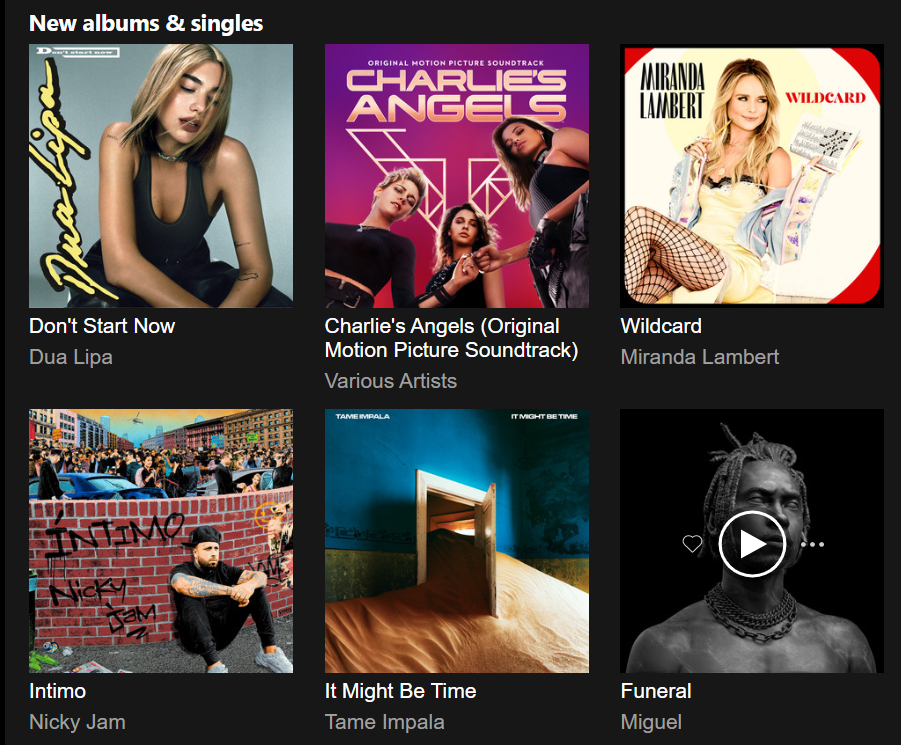 New albums & singles
Don't start now
Dua Lipa
ORIGINAL MOTION PICTURE SOUNDTRACK
CHARLIE'S
ANGELS
MIRANDA
LAMBERT
WILDCARD
Don't Start Now
Dua Lipa
Charlie's Angels (Original
Motion Picture Soundtrack)
Various Artists
Wildcard
Miranda Lambert
ÍNTIMO
NICKY
JAM
TAME IMPALA
IT MIGHT BE TIME
Intimo
Nicky Jam
It Might Be Time
Tame Impala
Funeral
Miguel